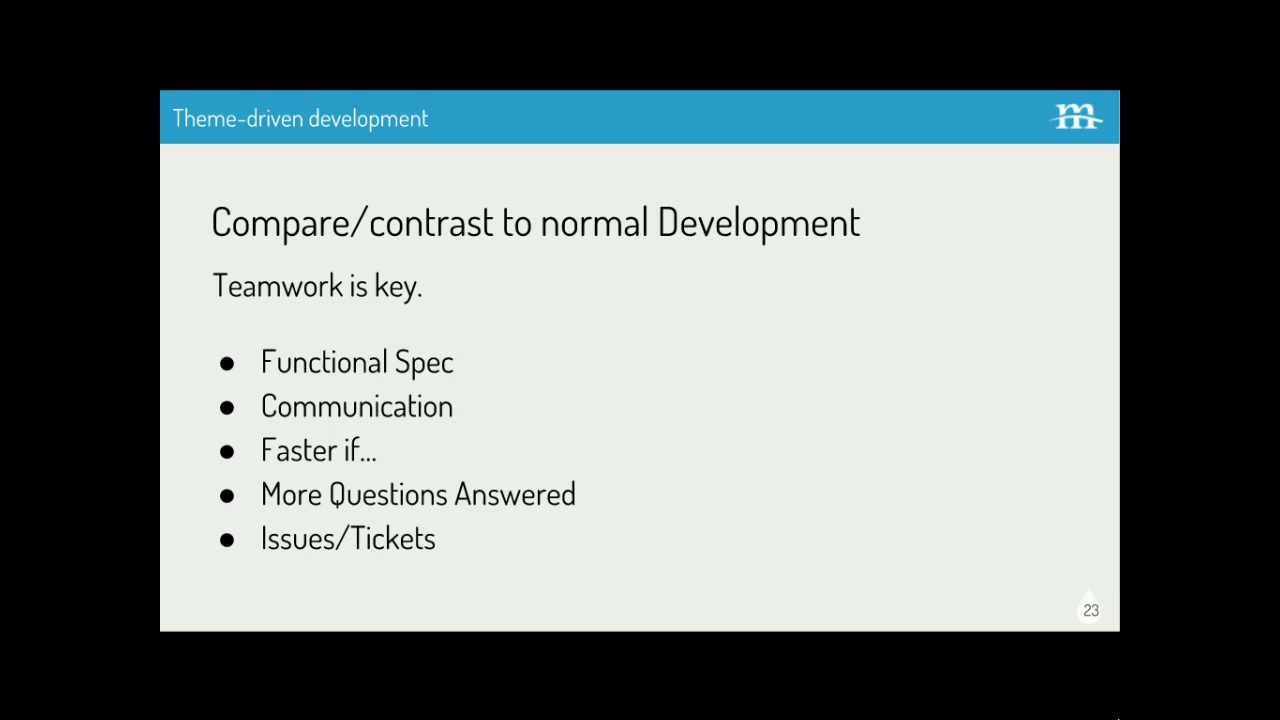 Theme-driven development
m
Compare/contrast to normal Development
Teamwork is key.
● Functional Spec
● Communication
● Faster if...
● More Questions Answered
● Issues/Tickets
23